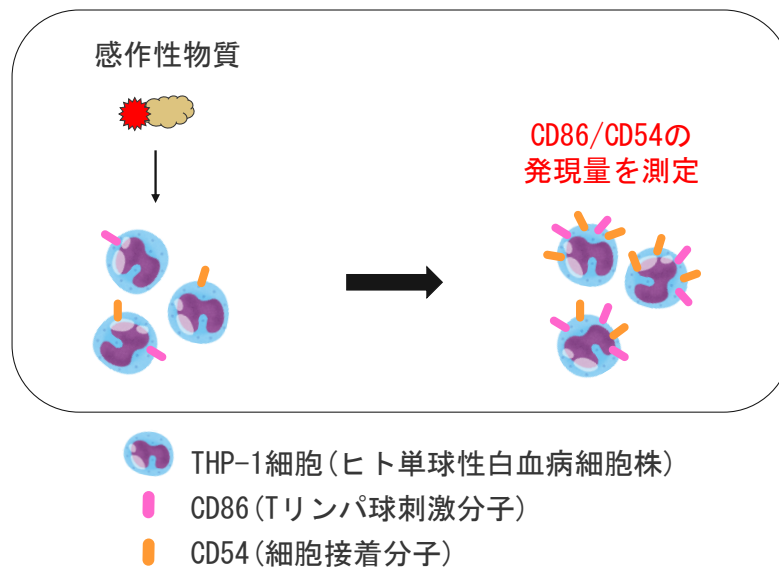 感作性物質
CD86/CD54の
発現量を測定
THP-1細胞(ヒト単球性白血病細胞株)
CD86(Tリンパ球刺激分子)
CD54(細胞接着分子)